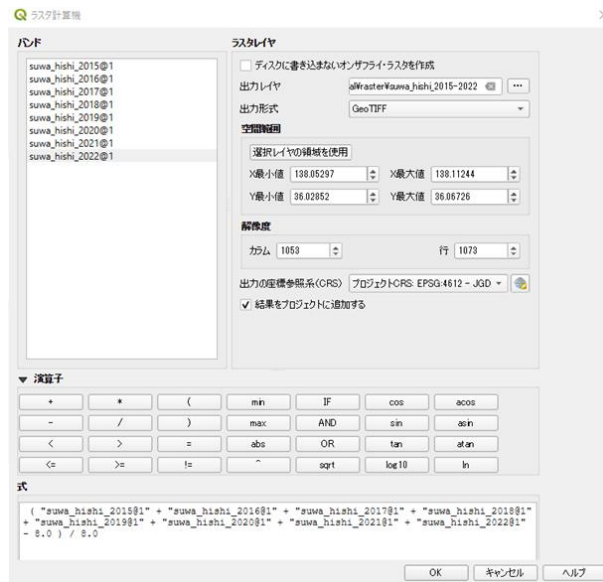 ラスタ計算機
バンド
suwa_hishi_2015@1
suwa_hishi_2016@1
suwa_hishi_2017@1
suwa_hishi_2018@1
suwa_hishi_2019@1
suwa_hishi_2020@1
suwa_hishi_2021@1
suwa_hishi_2022@1
ラスタレイヤ
ディスクに書き込まないオンザフライ・ラスタを作成
出力レイヤ al¥raster¥suwa_hishi_2015-2022 ...
出力形式 GeoTIFF
空間範囲
選択レイヤの領域を使用
X最小値 138.05297 X最大値 138.11244
Y最小値 36.02852 Y最大値 36.06726
解像度
カラム 1053 行 1073
出力の座標参照系(CRS) プロジェクトCRS: EPSG:4612 - JGD
結果をプロジェクトに追加する
演算子
+ * ( min IF cos acos
- / ) max AND sin asin
< > = abs OR tan atan
<= >= != ^ sqrt log10 ln
式
( "suwa_hishi_2015@1" + "suwa_hishi_2016@1" + "suwa_hishi_2017@1" + "suwa_hishi_2018@1"
+ "suwa_hishi_2019@1" + "suwa_hishi_2020@1" + "suwa_hishi_2021@1" + "suwa_hishi_2022@1"
- 8.0 ) / 8.0
OK キャンセル ヘルプ